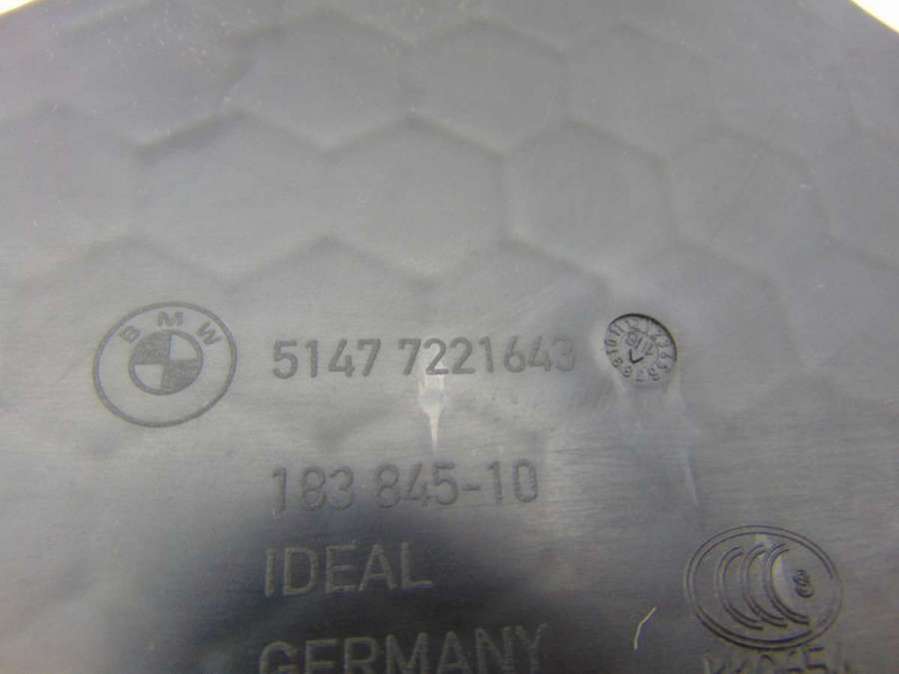 BMW
5147 7221643
183 845-10
IDEAL
GERMANY